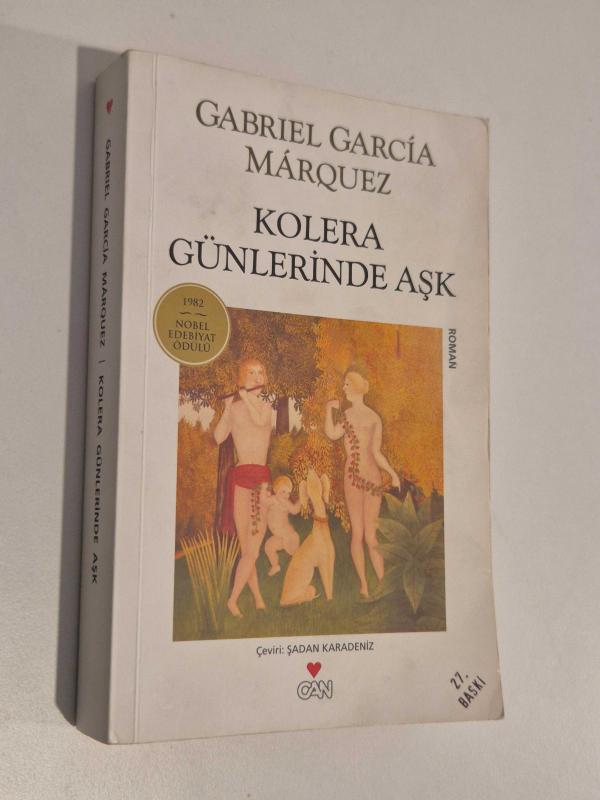 GABRIEL GARCÍA MÁRQUEZ | KOLERA GÜNLERİNDE AŞK
GABRIEL GARCÍA
MÁRQUEZ
KOLERA
GÜNLERİNDE AŞK
1982
NOBEL
EDEBİYAT
ÖDÜLÜ
ROMAN
Çeviri: ŞADAN KARADENİZ
CAN
27.
BASKI